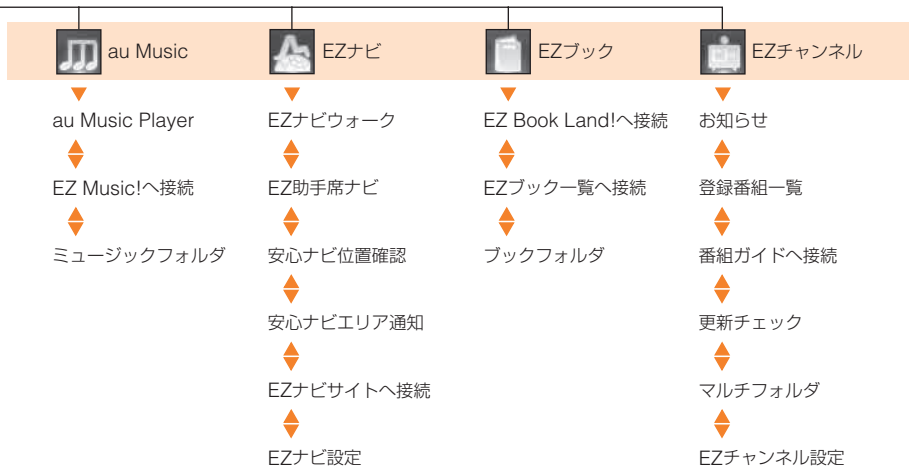 au Music
EZナビ
EZブック
EZチャンネル
au Music Player
EZナビウォーク
EZ Book Land!へ接続
お知らせ
EZ Music!へ接続
EZ助手席ナビ
EZブック一覧へ接続
登録番組一覧
ミュージックフォルダ
安心ナビ位置確認
ブックフォルダ
番組ガイドへ接続
安心ナビエリア通知
更新チェック
EZナビサイトへ接続
マルチフォルダ
EZナビ設定
EZチャンネル設定